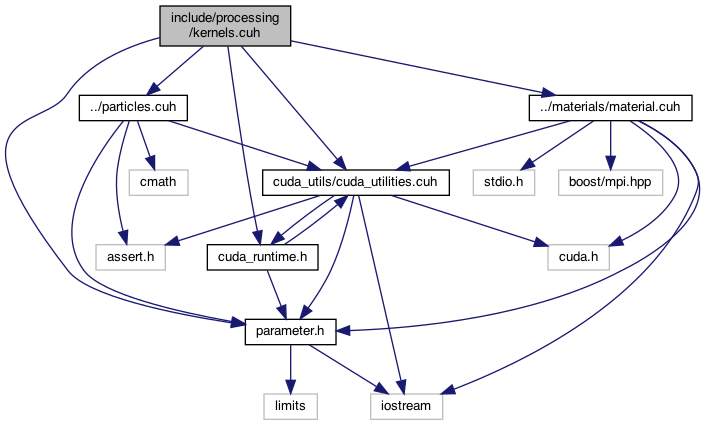 include/processing
/kernels.cuh
../particles.cuh
../materials/material.cuh
cmath
cuda_utils/cuda_utilities.cuh
stdio.h
boost/mpi.hpp
assert.h
cuda_runtime.h
cuda.h
parameter.h
limits
iostream